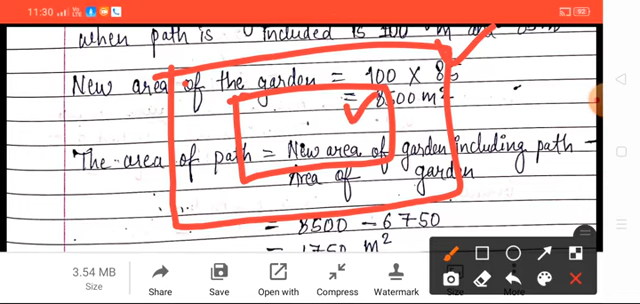 11:30
when path is included is 100 m and
New area of the garden = 100 X 85
= 8500 m²
The area of path = New area of garden including path -
Area of garden
= 8500 - 6750
= 1750 m²
3.54 MB
Size
Share
Save
Open with
Compress
Watermark
Size
More